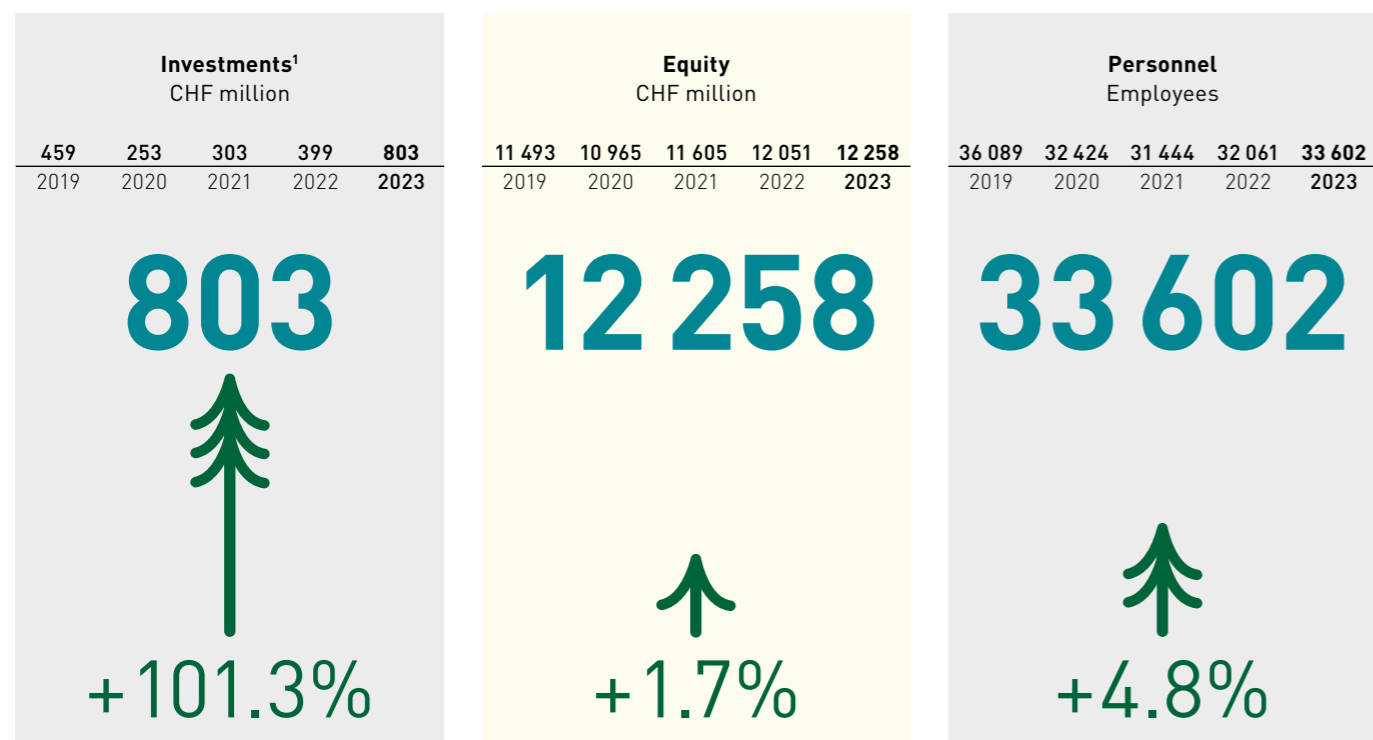 Investments¹
CHF million
459 253 303 399 803
2019 2020 2021 2022 2023
803
+101.3%
Equity
CHF million
11 493 10 965 11 605 12 051 12 258
2019 2020 2021 2022 2023
12 258
+1.7%
Personnel
Employees
36 089 32 424 31 444 32 061 33 602
2019 2020 2021 2022 2023
33 602
+4.8%